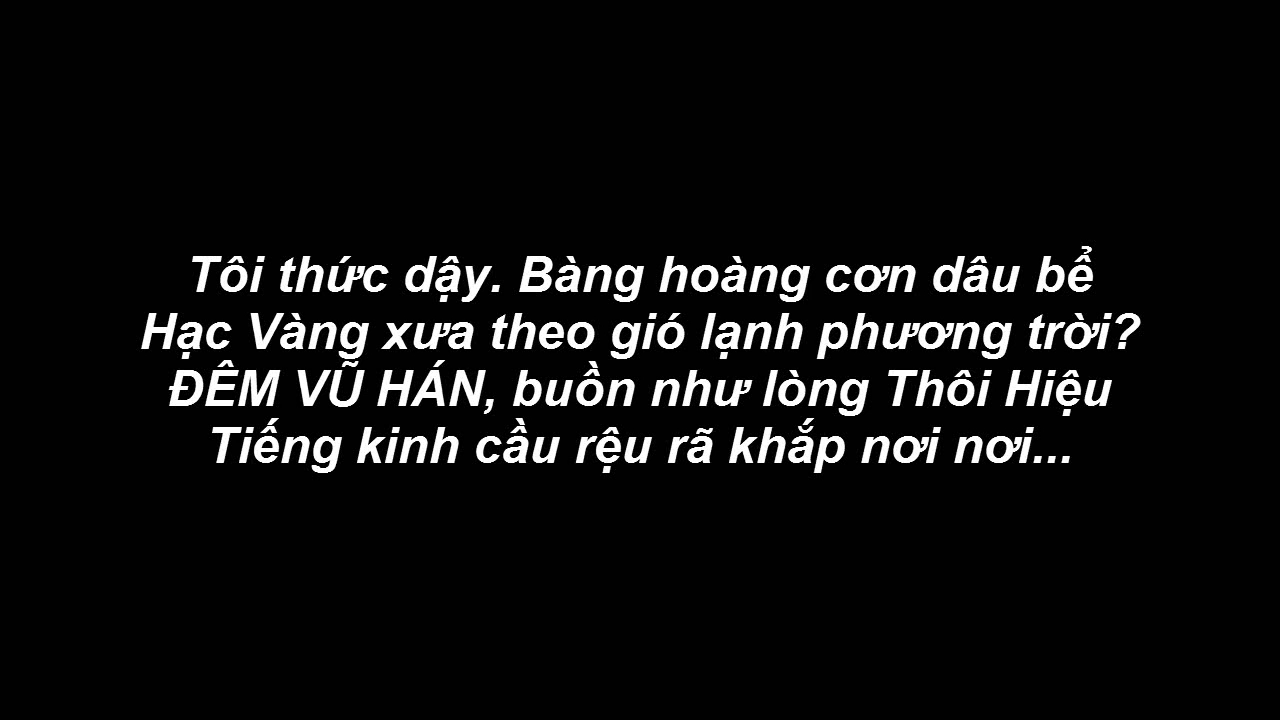 Tôi thức dậy. Bàng hoàng cơn dâu bể
Hạc Vàng xưa theo gió lạnh phương trời?
ĐÊM VŨ HÁN, buồn như lòng Thôi Hiệu
Tiếng kinh cầu rệu rã khắp nơi nơi...